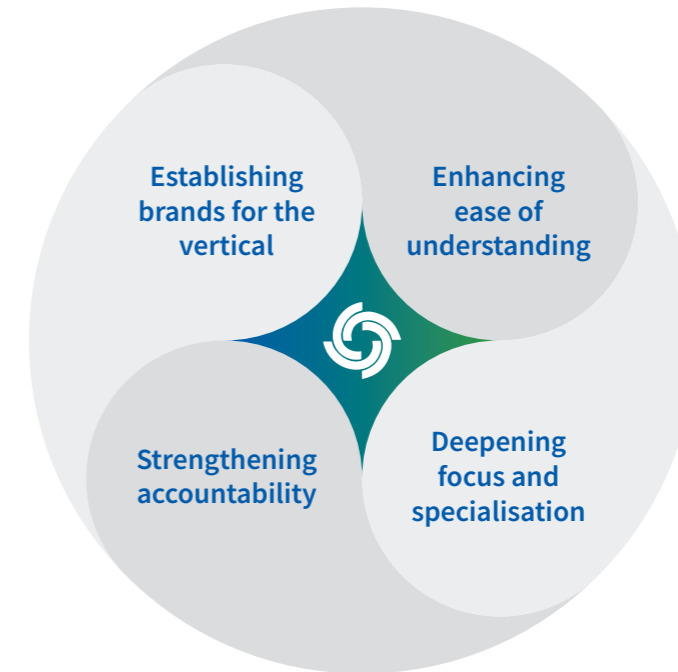 Establishing
brands for the
vertical
Enhancing
ease of
understanding
Strengthening
accountability
Deepening
focus and
specialisation